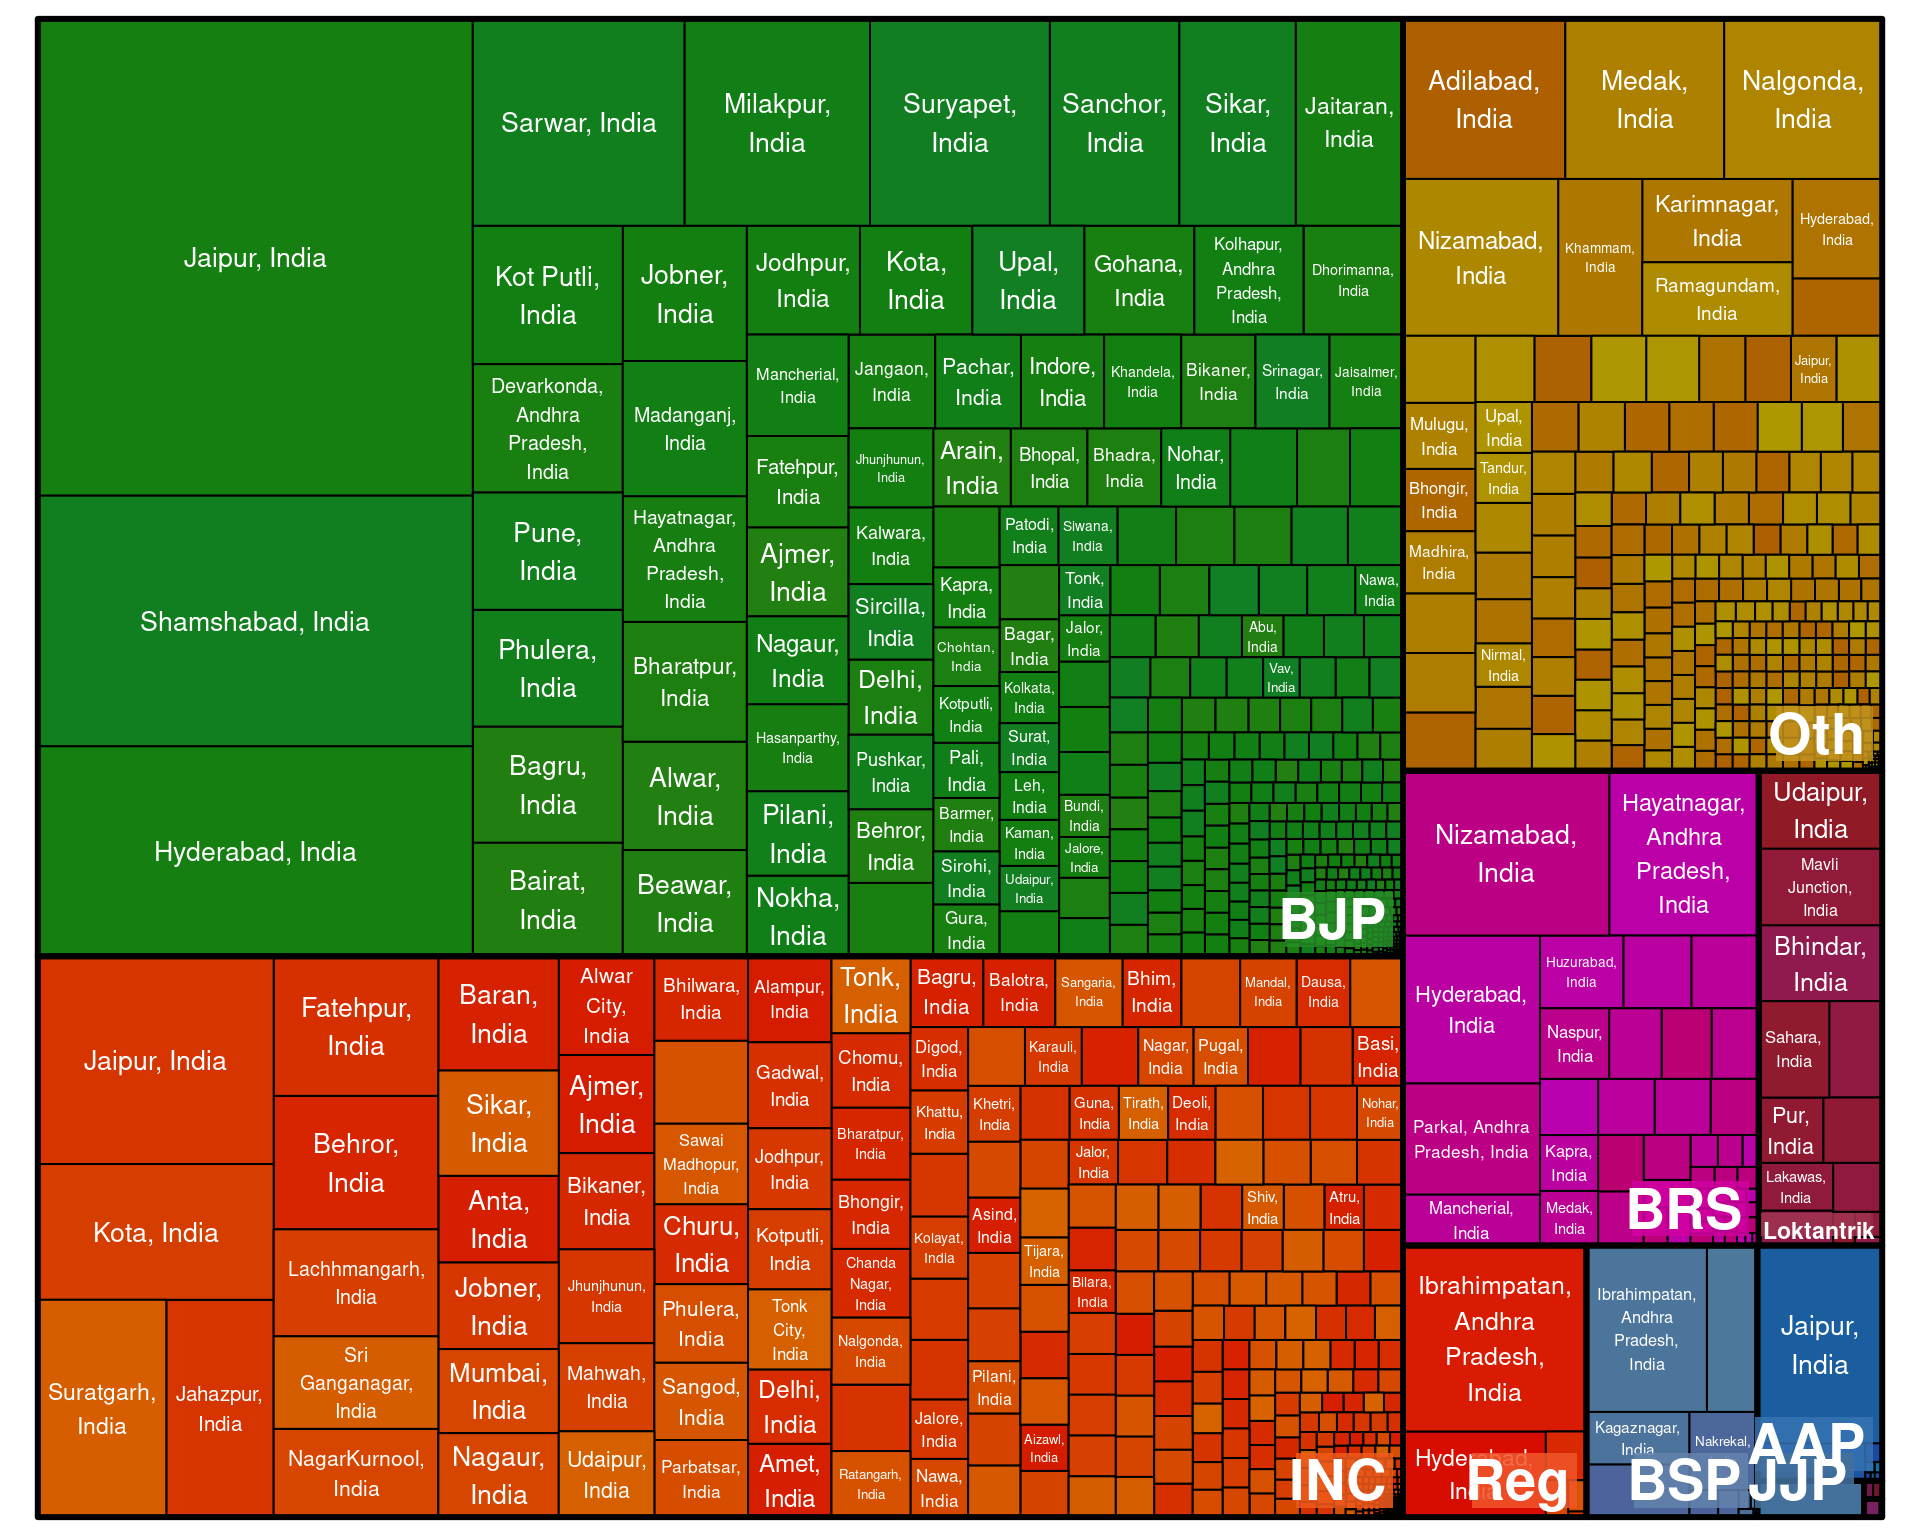 Jaipur, India
Shamshabad, India
Hyderabad, India
Sarwar, India
Milakpur,
India
Suryapet,
India
Sanchor,
India
Sikar,
India
Jaitaran,
India
Kot Putli,
India
Devarkonda,
Andhra
Pradesh,
India
Pune,
India
Phulera,
India
Bagru,
India
Bairat,
India
Jobner,
India
Madanganj,
India
Hayatnagar,
Andhra
Pradesh,
India
Bharatpur,
India
Alwar,
India
Beawar,
India
Jodhpur,
India
Kota,
India
Upal,
India
Gohana,
India
Kolhapur,
Andhra
Pradesh,
India
Dhorimanna,
India
Mancherial,
India
Fatehpur,
India
Ajmer,
India
Nagaur,
India
Hasanparthy,
India
Pilani,
India
Nokha,
India
Jangaon,
India
Pachar,
India
Indore,
India
Khandela,
India
Bikaner,
India
Srinagar,
India
Jaisalmer,
India
Jhunjhunun,
India
Kalwara,
India
Sircilla,
India
Delhi,
India
Pushkar,
India
Behror,
India
Arain,
India
Bhopal,
India
Bhadra,
India
Nohar,
India
Kapra,
India
Chohtan,
India
Kotputli,
India
Pali,
India
Barmer,
India
Sirohi,
India
Gura,
India
Patodi,
India
Siwana,
India
Bagar,
India
Kolkata,
India
Surat,
India
Leh,
India
Kaman,
India
Udaipur,
India
Tonk,
India
Jalor,
India
Bundi,
India
Jalore,
India
Nawa,
India
Abu,
India
Vav,
India
BJP
Jaipur, India
Kota, India
Suratgarh,
India
Jahazpur,
India
Fatehpur,
India
Behror,
India
Lachhmangarh,
India
Sri
Ganganagar,
India
NagarKurnool,
India
Baran,
India
Sikar,
India
Anta,
India
Jobner,
India
Mumbai,
India
Nagaur,
India
Alwar
City,
India
Ajmer,
India
Bikaner,
India
Jhunjhunun,
India
Mahwah,
India
Udaipur,
India
Bhilwara,
India
Sawai
Madhopur,
India
Churu,
India
Phulera,
India
Sangod,
India
Parbatsar,
India
Alampur,
India
Gadwal,
India
Jodhpur,
India
Kotputli,
India
Tonk
City,
India
Delhi,
India
Amet,
India
Tonk,
India
Chomu,
India
Bharatpur,
India
Bhongir,
India
Chanda
Nagar,
India
Nalgonda,
India
Ratangarh,
India
Bagru,
India
Balotra,
India
Sangaria,
India
Bhim,
India
Mandal,
India
Dausa,
India
Digod,
India
Khattu,
India
Kolayat,
India
Jalore,
India
Nawa,
India
Karauli,
India
Nagar,
India
Pugal,
India
Basi,
India
Khetri,
India
Asind,
India
Pilani,
India
Guna,
India
Tirath,
India
Deoli,
India
Nohar,
India
Jalor,
India
Tijara,
India
Bilara,
India
Aizawl,
India
Shiv,
India
Atru,
India
INC
Adilabad,
India
Medak,
India
Nalgonda,
India
Nizamabad,
India
Khammam,
India
Karimnagar,
India
Ramagundam,
India
Hyderabad,
India
Jaipur,
India
Mulugu,
India
Bhongir,
India
Madhira,
India
Upal,
India
Tandur,
India
Nirmal,
India
Oth
Nizamabad,
India
Hayatnagar,
Andhra
Pradesh,
India
Hyderabad,
India
Huzurabad,
India
Naspur,
India
Parkal, Andhra
Pradesh, India
Kapra,
India
Mancherial,
India
Medak,
India
BRS
Udaipur,
India
Mavli
Junction,
India
Bhindar,
India
Sahara,
India
Pur,
India
Lakawas,
India
Loktantrik
Ibrahimpatan,
Andhra
Pradesh,
India
Hyderabad,
India
Reg
Ibrahimpatan,
Andhra
Pradesh,
India
Kagaznagar,
India
Nakrekal,
BSP
Jaipur,
India
AAP
JJP